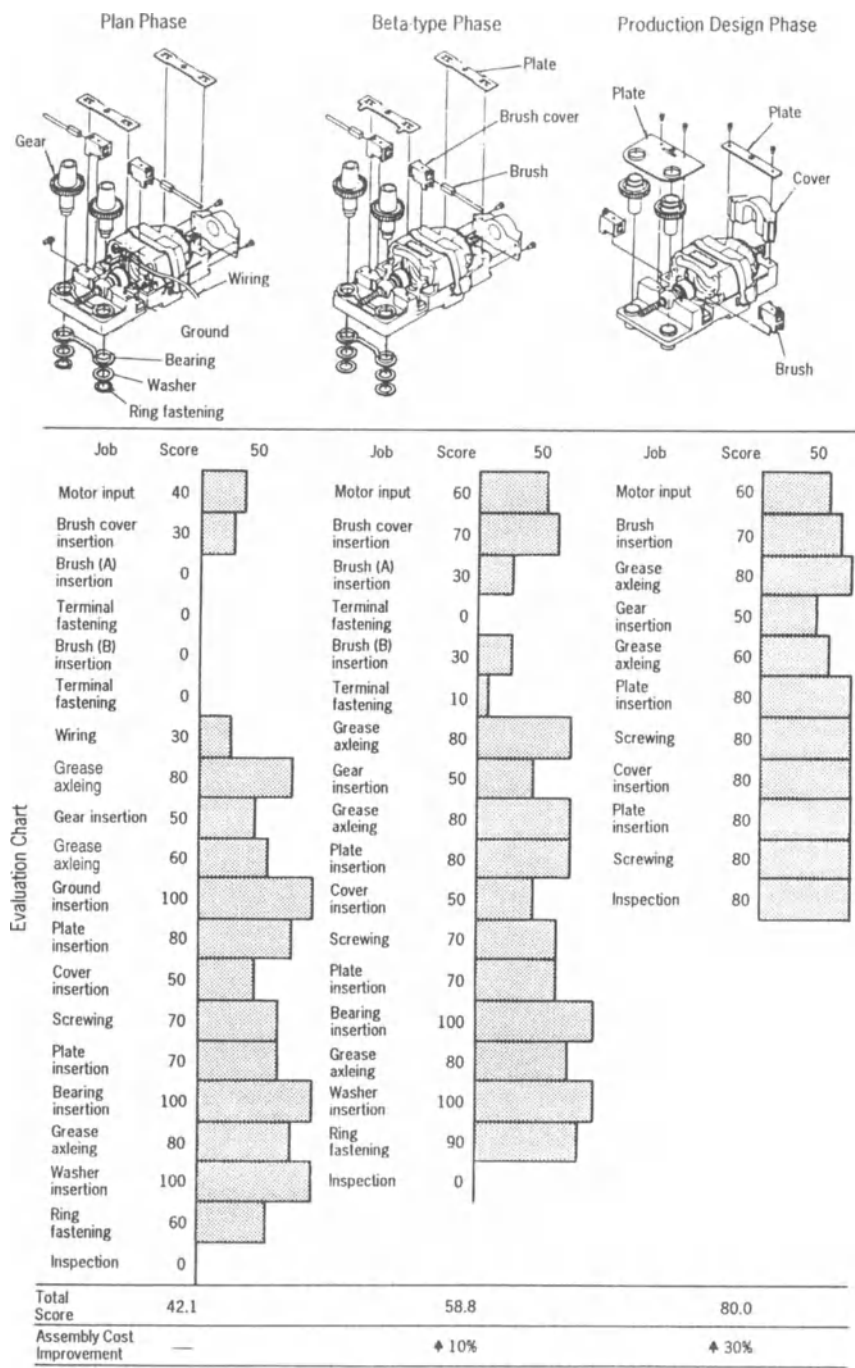 Plan Phase
Beta-type Phase
Production Design Phase
Gear
Wiring
Ground
Bearing
Washer
Ring fastening
Plate
Brush cover
Brush
Plate
Plate
Cover
Brush
Evaluation Chart
Job Score 50
Motor input 40
Brush cover
insertion 30
Brush (A)
insertion 0
Terminal
fastening 0
Brush (B)
insertion 0
Terminal
fastening 0
Wiring 30
Grease
axleing 80
Gear insertion 50
Grease
axleing 60
Ground
insertion 100
Plate
insertion 80
Cover
insertion 50
Screwing 70
Plate
insertion 70
Bearing
insertion 100
Grease
axleing 80
Washer
insertion 100
Ring
fastening 60
Inspection 0
Job Score 50
Motor input 60
Brush cover
insertion 70
Brush (A)
insertion 30
Terminal
fastening 0
Brush (B)
insertion 30
Terminal
fastening 10
Grease
axleing 80
Gear
insertion 50
Grease
axleing 80
Plate
insertion 80
Cover
insertion 50
Screwing 70
Plate
insertion 70
Bearing
insertion 100
Grease
axleing 80
Washer
insertion 100
Ring
fastening 90
Inspection 0
Job Score 50
Motor input 60
Brush
insertion 70
Grease
axleing 80
Gear
insertion 50
Grease
axleing 60
Plate
insertion 80
Screwing 80
Cover
insertion 80
Plate
insertion 80
Screwing 80
Inspection 80
Total
Score 42.1 58.8 80.0
Assembly Cost
Improvement — ↑ 10% ↑ 30%